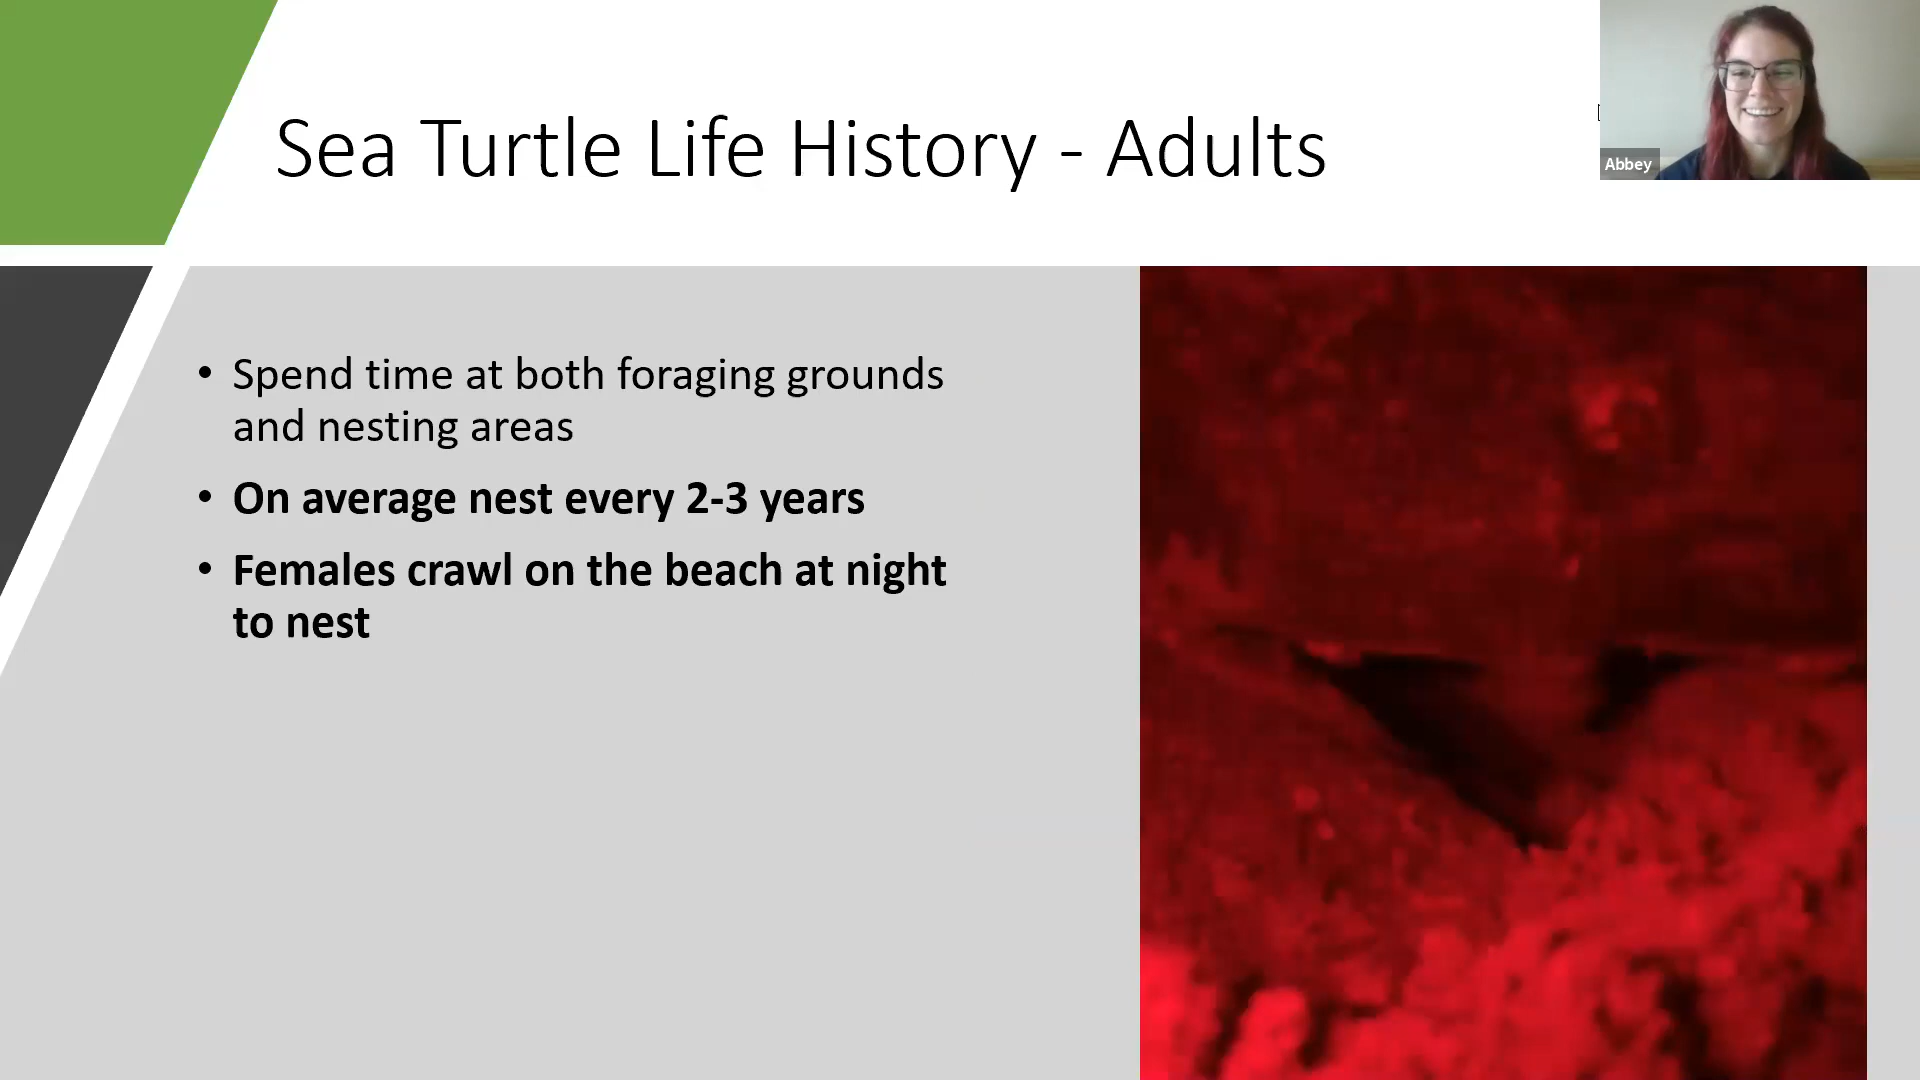 Sea Turtle Life History - Adults
Abbey
• Spend time at both foraging grounds
and nesting areas
• On average nest every 2-3 years
• Females crawl on the beach at night
to nest